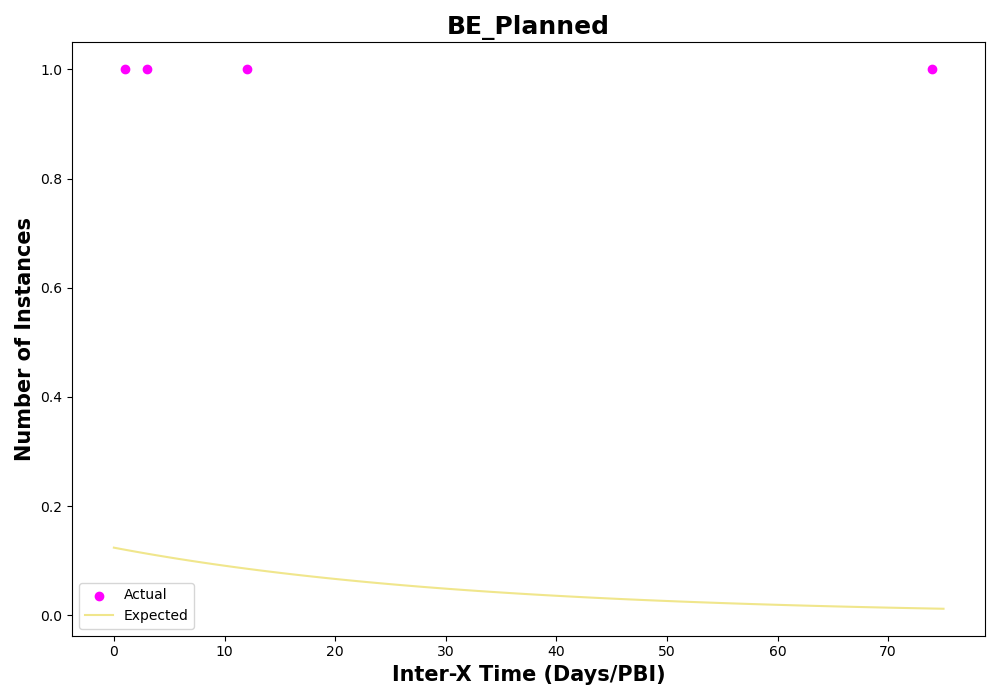 BE_Planned
Number of Instances
1.0
0.8
0.6
0.4
0.2
0.0
Actual
Expected
0 10 20 30 40 50 60 70
Inter-X Time (Days/PBI)